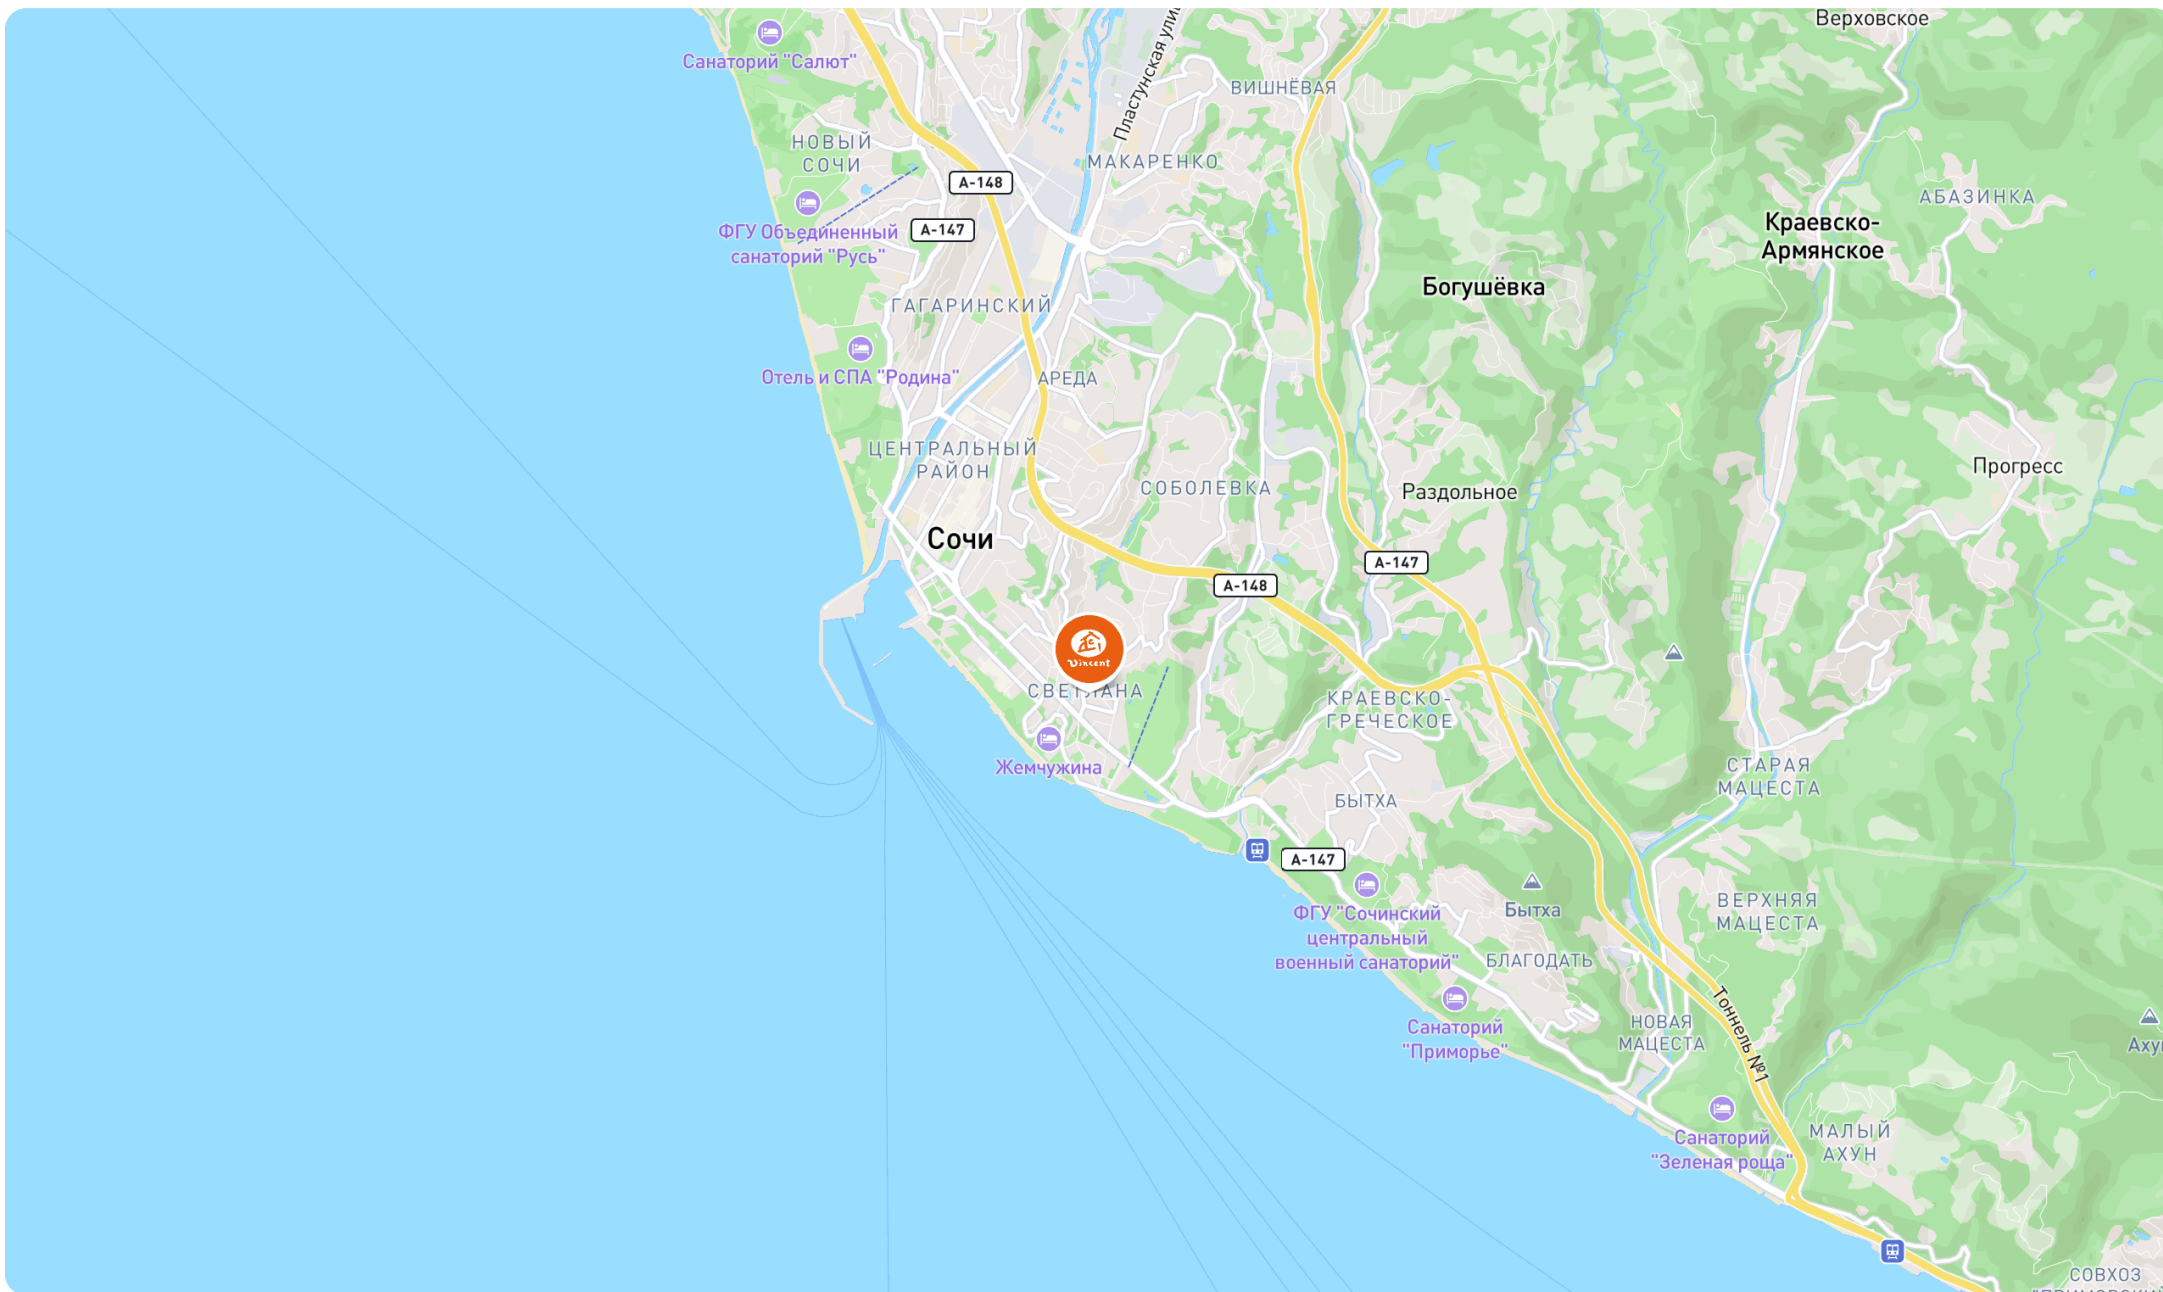 Верховское
Санаторий "Салют"
Пластунская ули
ВИШНЁВАЯ
НОВЫЙ
СОЧИ
МАКАРЕНКО
А-148
А-147
ФГУ Объединенный
санаторий "Русь"
АБАЗИНКА
Краевско-
Армянское
Богушёвка
ГАГАРИНСКИЙ
Отель и СПА "Родина"
АРЕДА
ЦЕНТРАЛЬНЫЙ
РАЙОН
СОБОЛЕВКА
Раздольное
Прогресс
Сочи
А-147
А-148
Vincent
СВЕТЛАНА
КРАЕВСКО-
ГРЕЧЕСКОЕ
Жемчужина
СТАРАЯ
МАЦЕСТА
БЫТХА
А-147
ФГУ "Сочинский
центральный
военный санаторий"
Бытха
ВЕРХНЯЯ
МАЦЕСТА
БЛАГОДАТЬ
Санаторий
"Приморье"
НОВАЯ
МАЦЕСТА
Тоннель №1
Аху
Санаторий
"Зеленая роща"
МАЛЫЙ
АХУН
СОВХОЗ